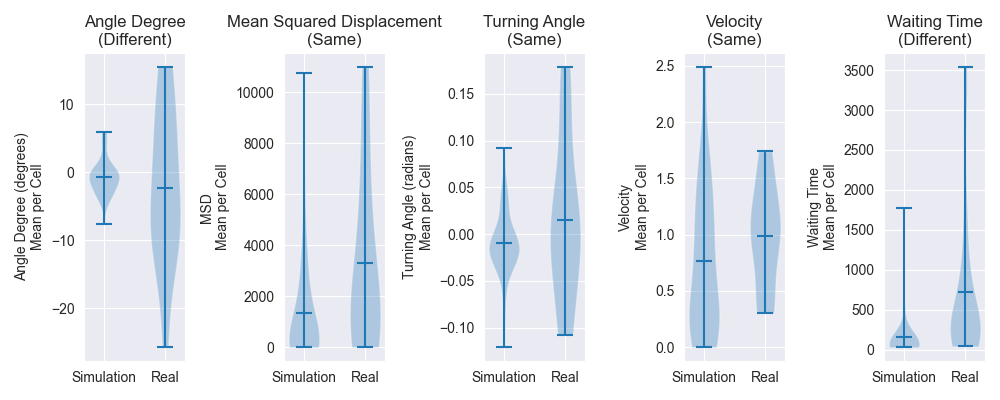 Angle Degree
(Different)
Angle Degree (degrees)
Mean per Cell
10
0
−10
−20
Simulation
Real
Mean Squared Displacement
(Same)
MSD
Mean per Cell
10000
8000
6000
4000
2000
0
Simulation
Real
Turning Angle
(Same)
Turning Angle (radians)
Mean per Cell
0.15
0.10
0.05
0.00
−0.05
−0.10
Simulation
Real
Velocity
(Same)
Velocity
Mean per Cell
2.5
2.0
1.5
1.0
0.5
0.0
Simulation
Real
Waiting Time
(Different)
Waiting Time
Mean per Cell
3500
3000
2500
2000
1500
1000
500
0
Simulation
Real